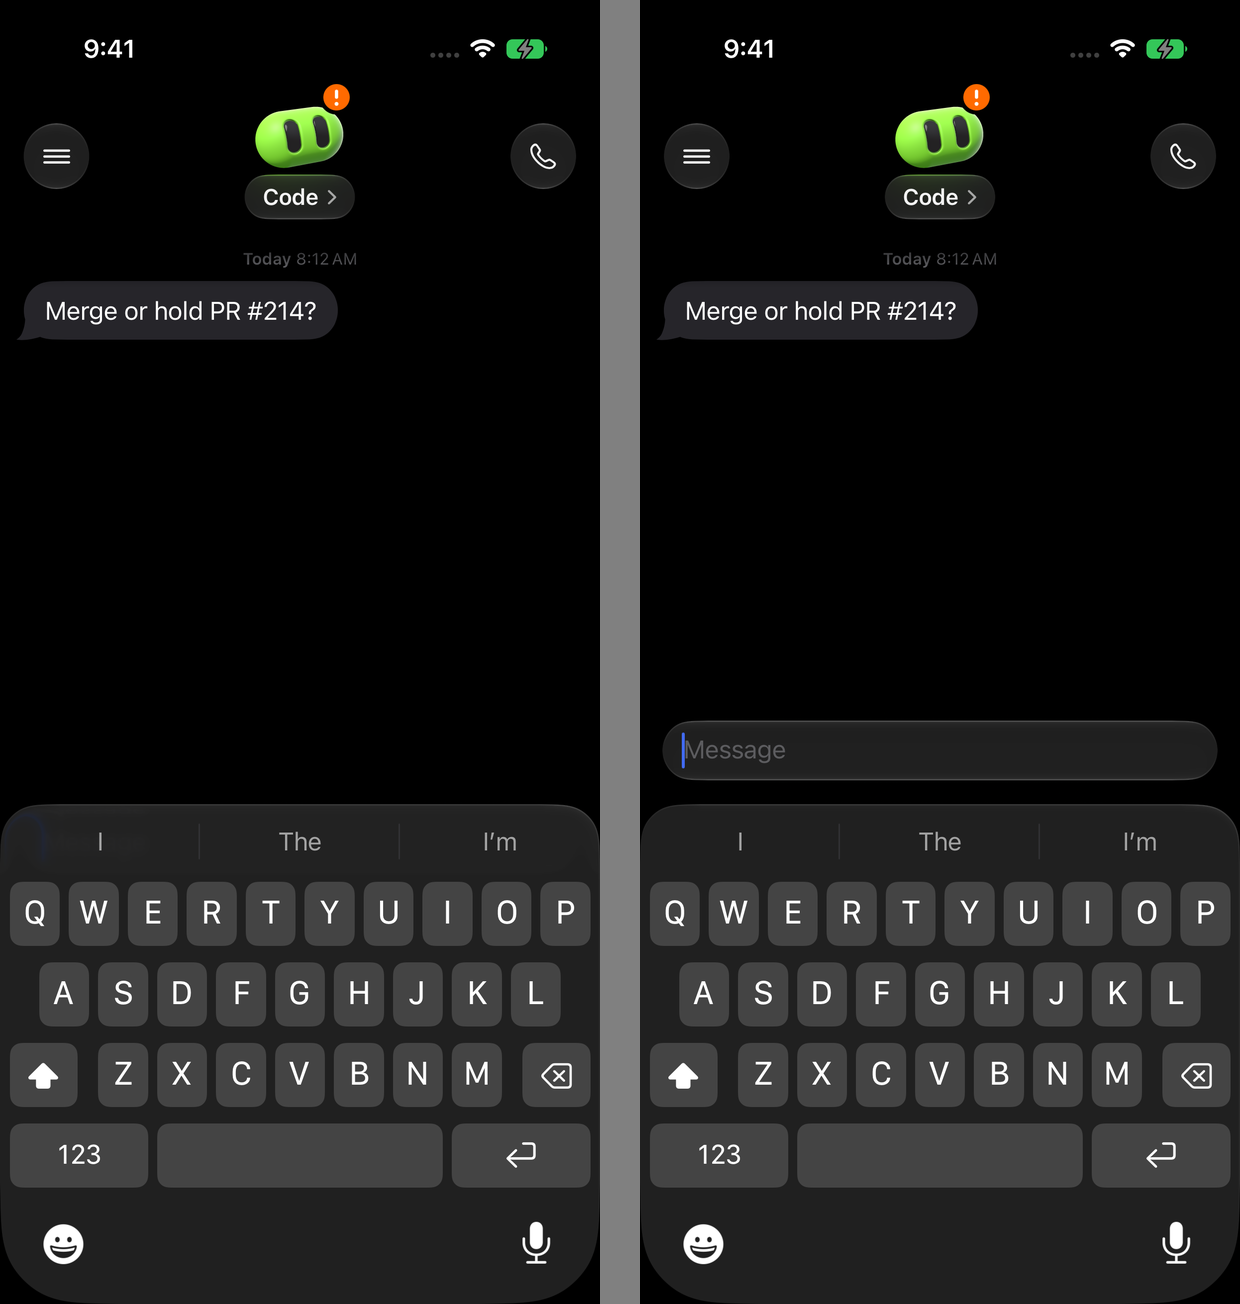 9:41
Code
Today 8:12 AM
Merge or hold PR #214?
I The I'm
Q W E R T Y U I O P
A S D F G H J K L
Z X C V B N M
123
9:41
Code
Today 8:12 AM
Merge or hold PR #214?
Message
I The I'm
Q W E R T Y U I O P
A S D F G H J K L
Z X C V B N M
123